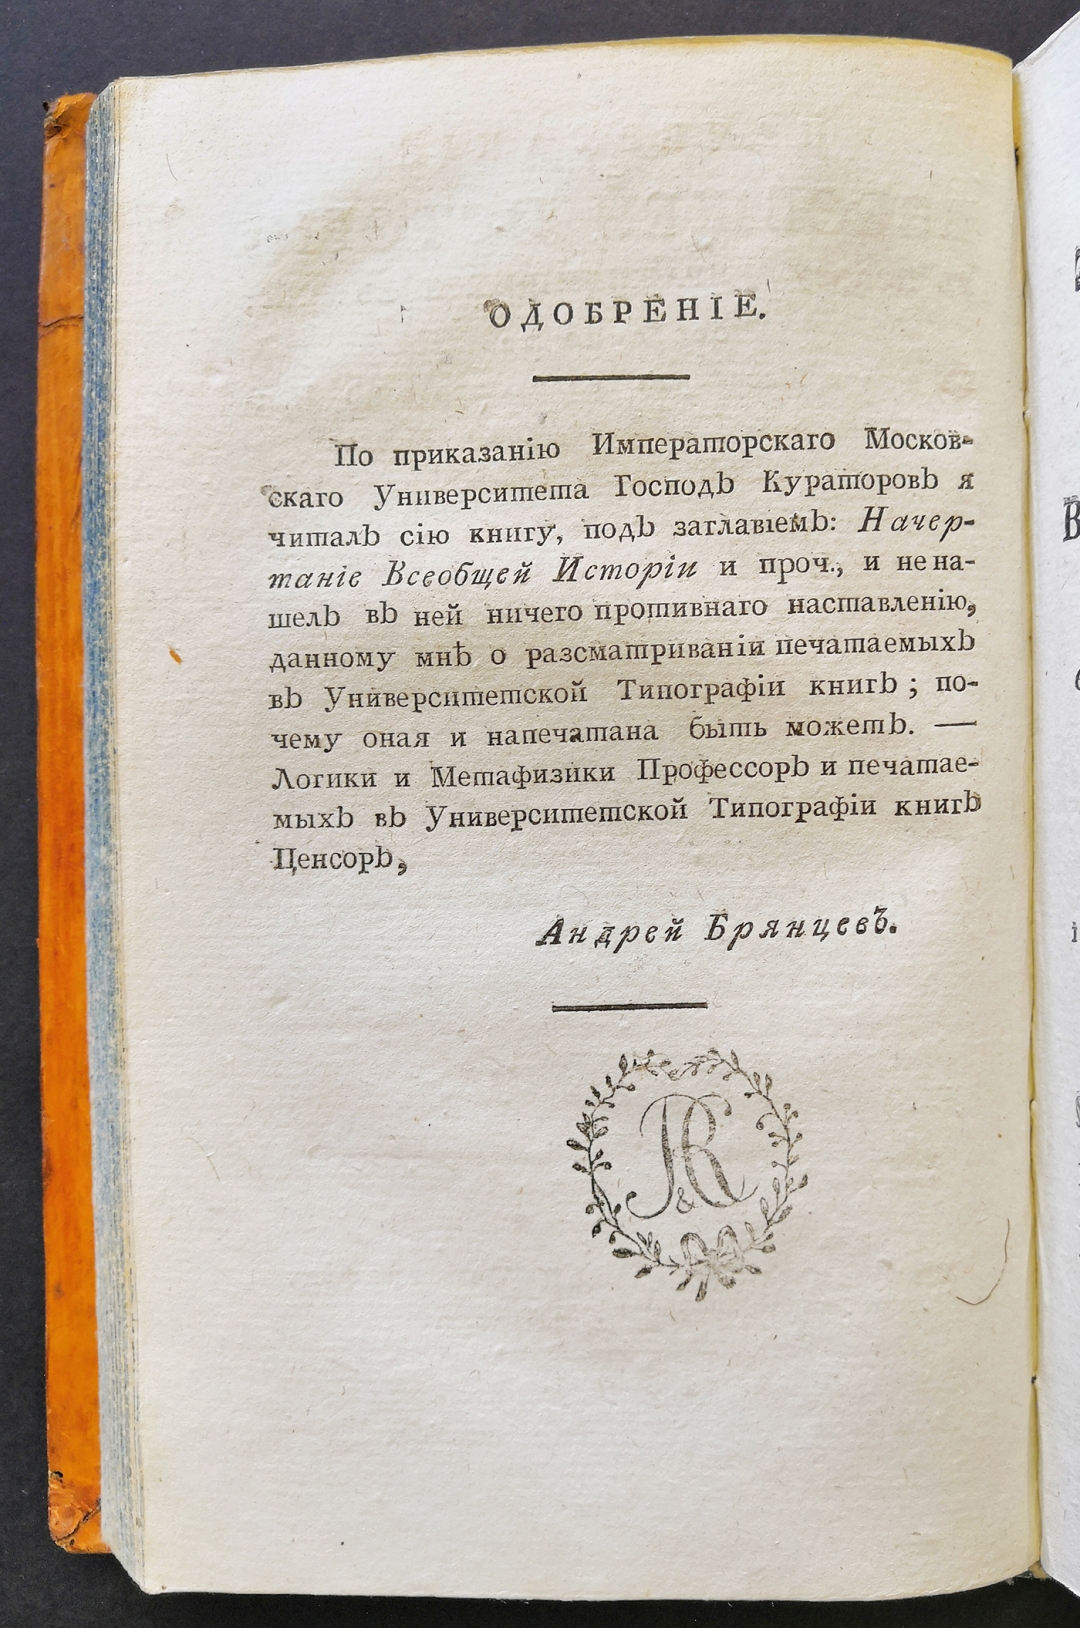 ОДОБРЕНІЕ.
По приказанію Императорскаго Москов-
скаго Университета Господъ Кураторовъ я
читалъ сію книгу, подъ заглавіемъ: Начер-
таніе Всеобщей Исторіи и проч., и не на-
шелъ въ ней ничего противнаго наставленію,
данному мнѣ о разсматриваніи печатаемыхъ
въ Университетской Типографіи книгъ; по-
чему оная и напечатана быть можетъ. —
Логики и Метафизики Профессоръ и печатае-
мыхъ въ Университетской Типографіи книгъ
Ценсоръ,
Андрей Брянцевъ.